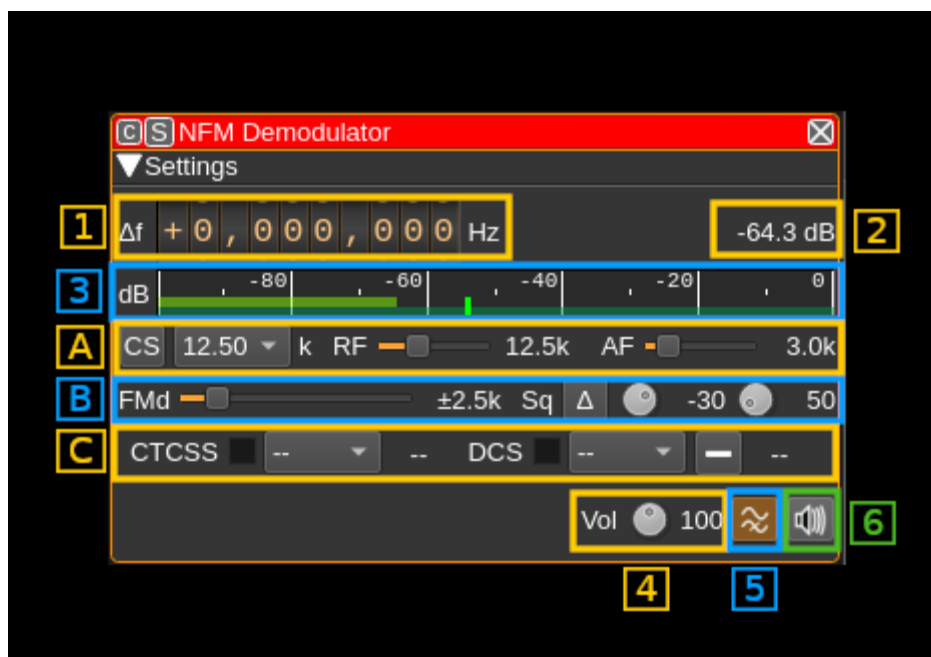 C S NFM Demodulator
Settings
1 Δf +0,000,000 Hz -64.3 dB 2
3 dB -80 -60 -40 -20 0
A CS 12.50 k RF 12.5k AF 3.0k
B FMd ±2.5k Sq Δ -30 50
C CTCSS -- -- DCS -- --
Vol 100 6
4 5